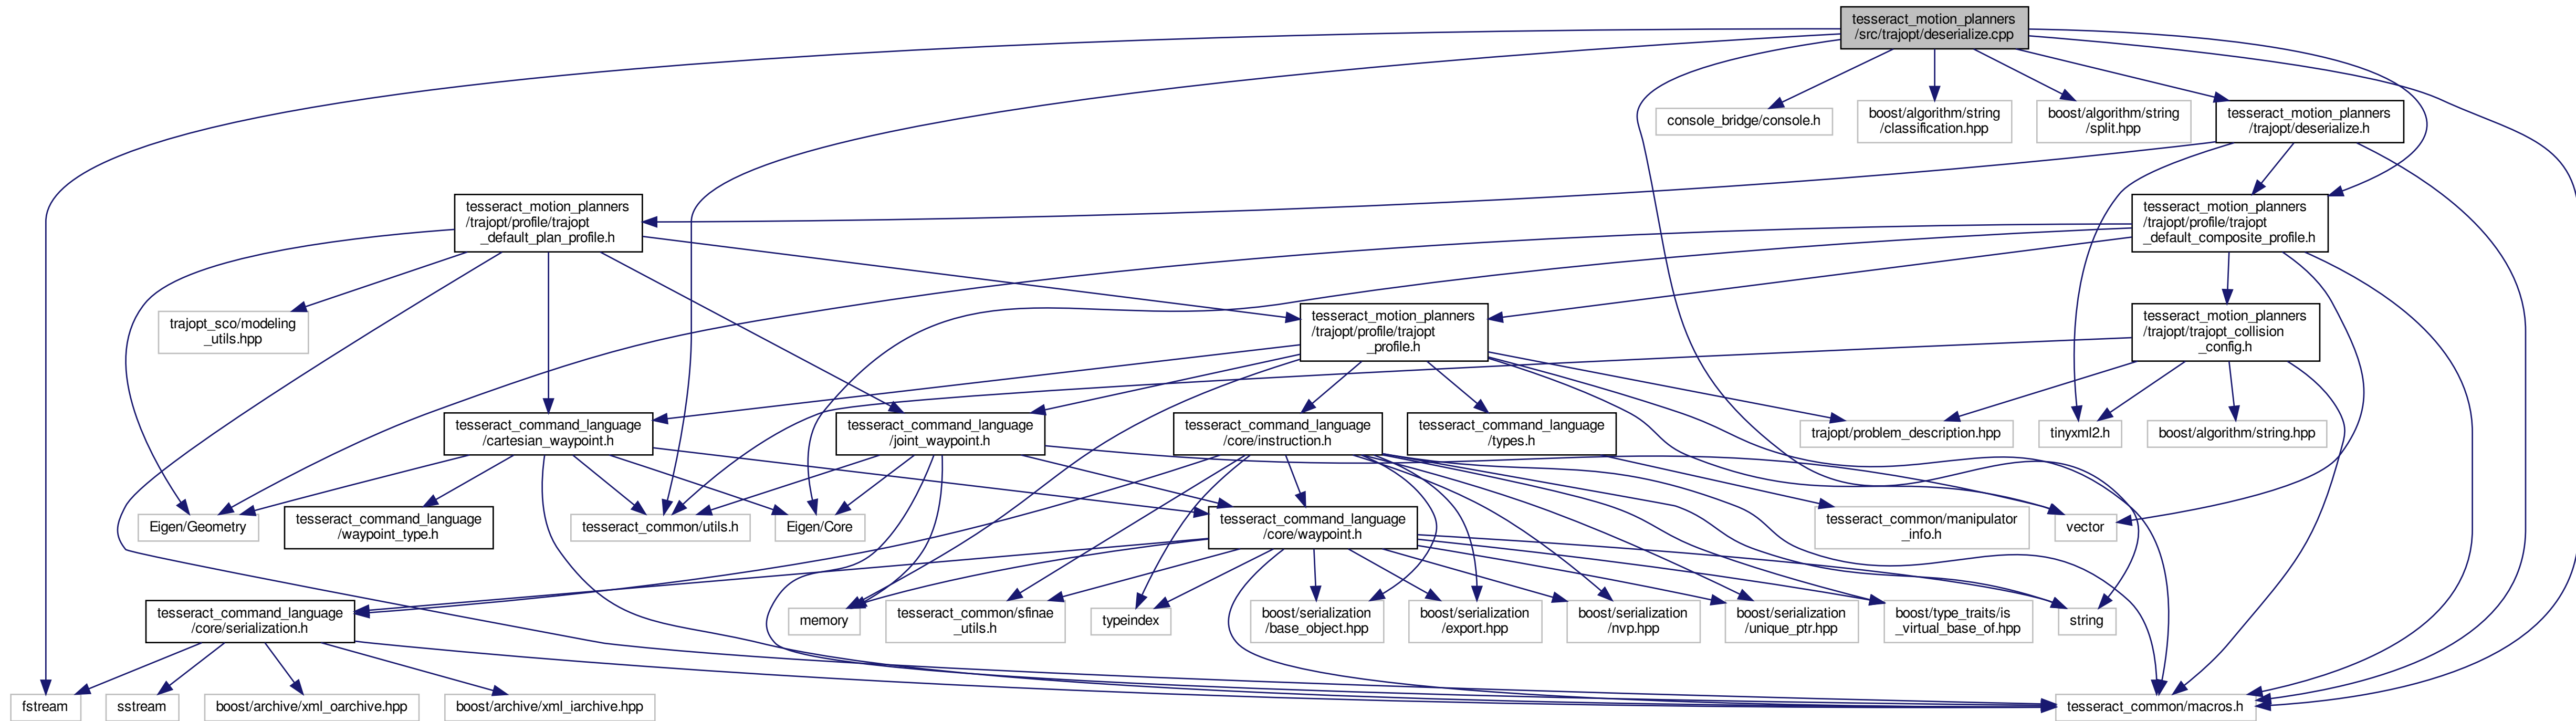 tesseract_motion_planners
/src/trajopt/deserialize.cpp
console_bridge/console.h
boost/algorithm/string
/classification.hpp
boost/algorithm/string
/split.hpp
tesseract_motion_planners
/trajopt/deserialize.h
tesseract_motion_planners
/trajopt/profile/trajopt
_default_plan_profile.h
tesseract_motion_planners
/trajopt/profile/trajopt
_default_composite_profile.h
trajopt_sco/modeling
_utils.hpp
tesseract_motion_planners
/trajopt/profile/trajopt
_profile.h
tesseract_motion_planners
/trajopt/trajopt_collision
_config.h
tesseract_command_language
/cartesian_waypoint.h
tesseract_command_language
/joint_waypoint.h
tesseract_command_language
/core/instruction.h
tesseract_command_language
/types.h
trajopt/problem_description.hpp
tinyxml2.h
boost/algorithm/string.hpp
Eigen/Geometry
tesseract_command_language
/waypoint_type.h
tesseract_common/utils.h
Eigen/Core
tesseract_command_language
/core/waypoint.h
tesseract_common/manipulator
_info.h
vector
tesseract_command_language
/core/serialization.h
memory
tesseract_common/sfinae
_utils.h
typeindex
boost/serialization
/base_object.hpp
boost/serialization
/export.hpp
boost/serialization
/nvp.hpp
boost/serialization
/unique_ptr.hpp
boost/type_traits/is
_virtual_base_of.hpp
string
fstream
sstream
boost/archive/xml_oarchive.hpp
boost/archive/xml_iarchive.hpp
tesseract_common/macros.h